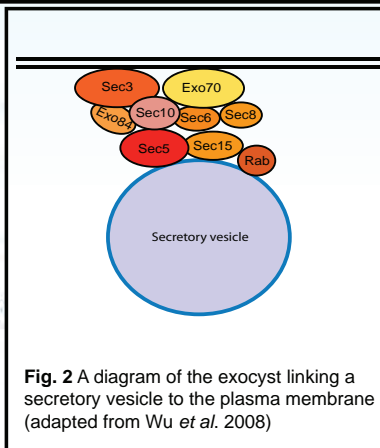 Sec3
Exo70
Exo84
Sec10
Sec6
Sec8
Sec5
Sec15
Rab
Secretory vesicle
Fig. 2 A diagram of the exocyst linking a
secretory vesicle to the plasma membrane
(adapted from Wu et al. 2008)